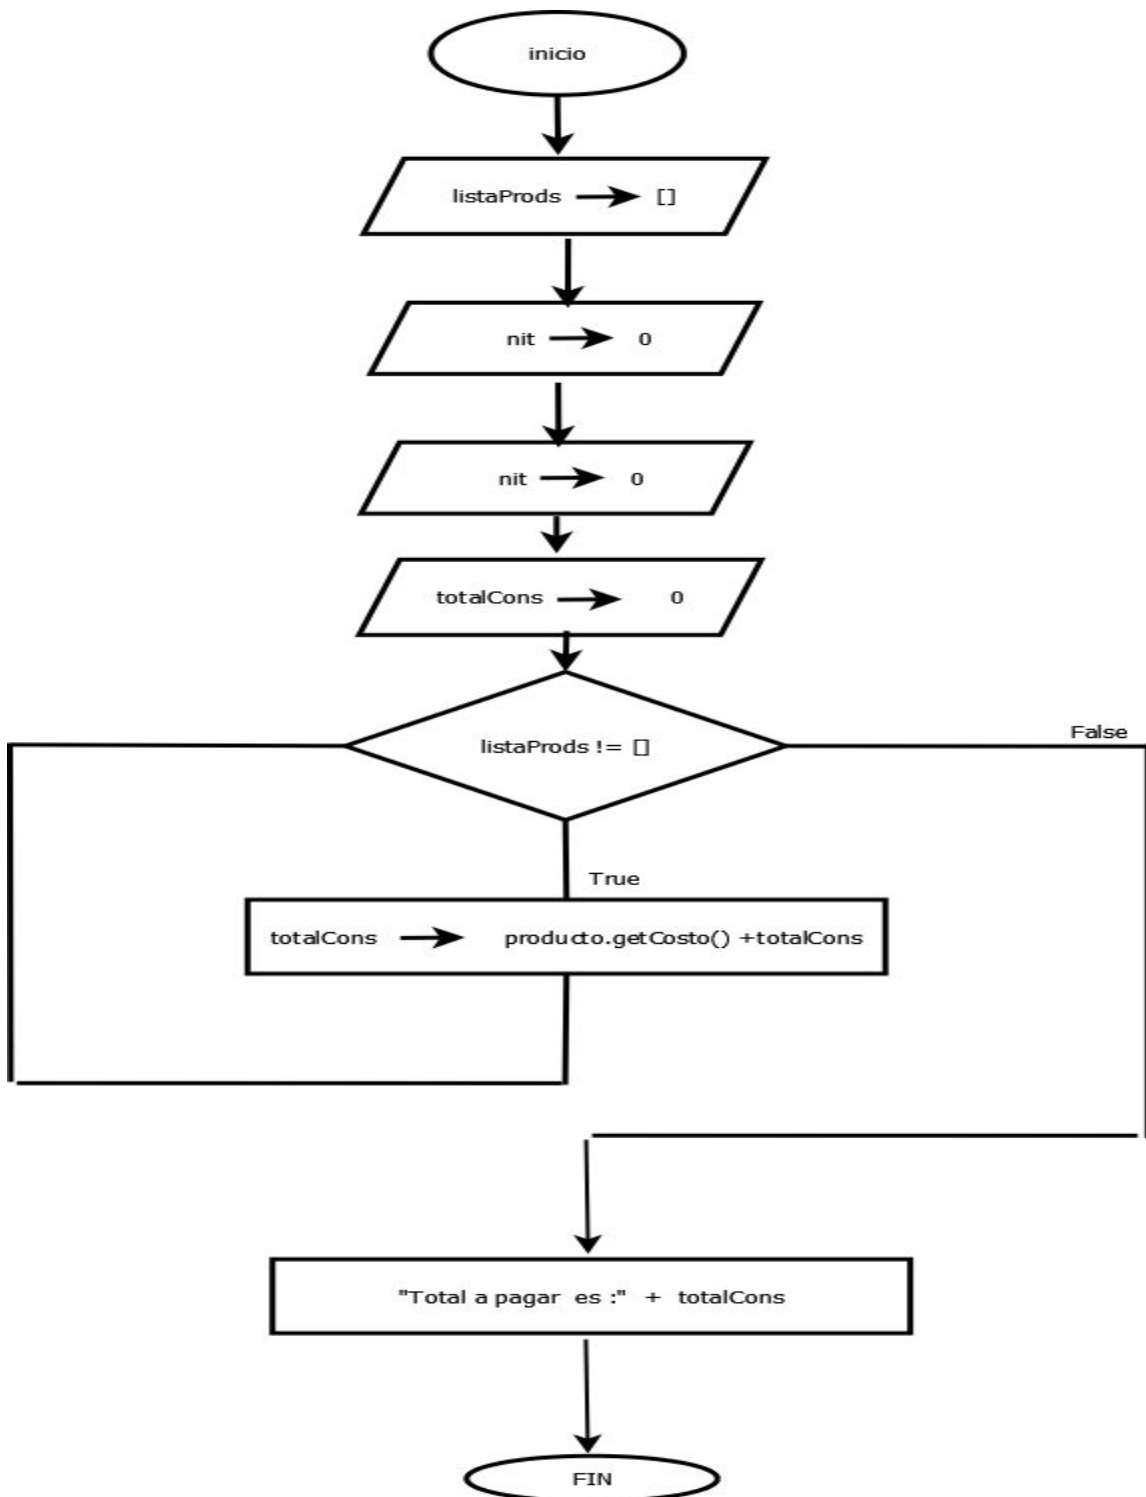 inicio
listaProds []
nit 0
nit 0
totalCons 0
listaProds != []
False
True
totalCons producto.getCosto() +totalCons
"Total a pagar es :" + totalCons
FIN